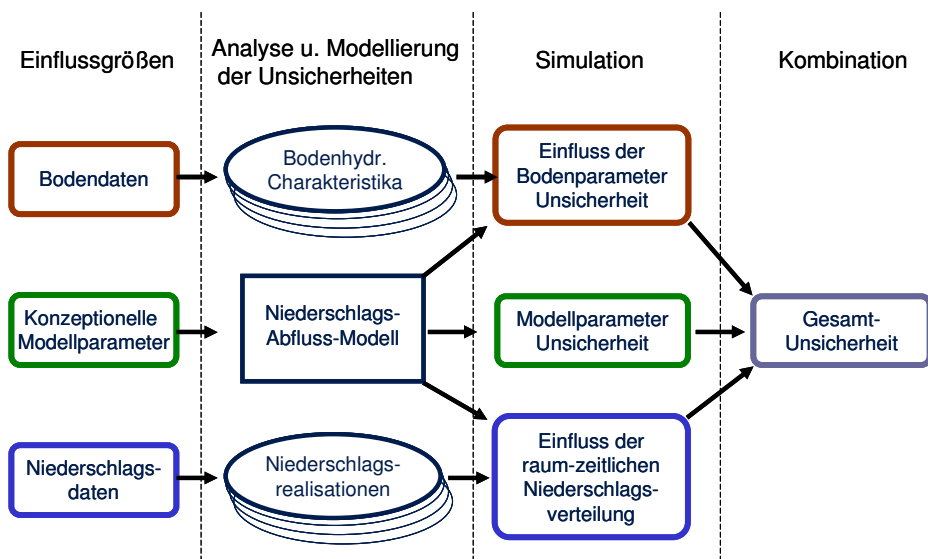 Einflussgrößen
Analyse u. Modellierung
der Unsicherheiten
Simulation
Kombination
Bodendaten
Bodenhydr.
Charakteristika
Einfluss der
Bodenparameter
Unsicherheit
Konzeptionelle
Modellparameter
Niederschlags-
Abfluss-Modell
Modellparameter
Unsicherheit
Gesamt-
Unsicherheit
Niederschlags-
daten
Niederschlags-
realisationen
Einfluss der
raum-zeitlichen
Niederschlags-
verteilung